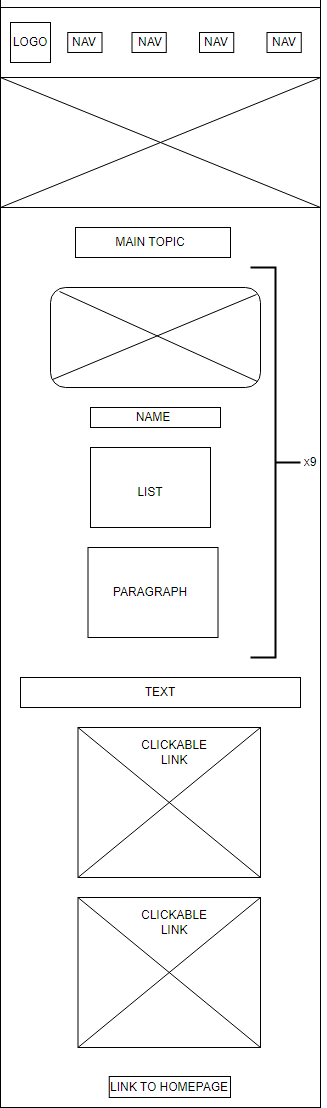 LOGO NAV NAV NAV NAV
MAIN TOPIC
NAME
x9
LIST
PARAGRAPH
TEXT
CLICKABLE
LINK
CLICKABLE
LINK
LINK TO HOMEPAGE